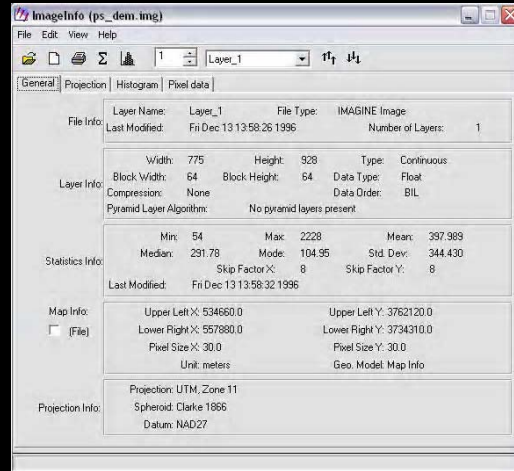 ImageInfo (ps_dem.img)
File Edit View Help
1 Layer_1
General Projection Histogram Pixel data
File Info:
Layer Name: Layer_1 File Type: IMAGINE Image
Last Modified: Fri Dec 13 13:58:26 1996 Number of Layers: 1
Layer Info:
Width: 775 Height: 928 Type: Continuous
Block Width: 64 Block Height: 64 Data Type: Float
Compression: None Data Order: BIL
Pyramid Layer Algorithm: No pyramid layers present
Statistics Info:
Min: 54 Max: 2228 Mean: 397.989
Median: 291.78 Mode: 104.95 Std. Dev: 344.430
Skip Factor X: 8 Skip Factor Y: 8
Last Modified: Fri Dec 13 13:58:32 1996
Map Info:
(File)
Upper Left X: 534660.0 Upper Left Y: 3762120.0
Lower Right X: 557880.0 Lower Right Y: 3734310.0
Pixel Size X: 30.0 Pixel Size Y: 30.0
Unit: meters Geo. Model: Map Info
Projection Info:
Projection: UTM, Zone 11
Spheroid: Clarke 1866
Datum: NAD27